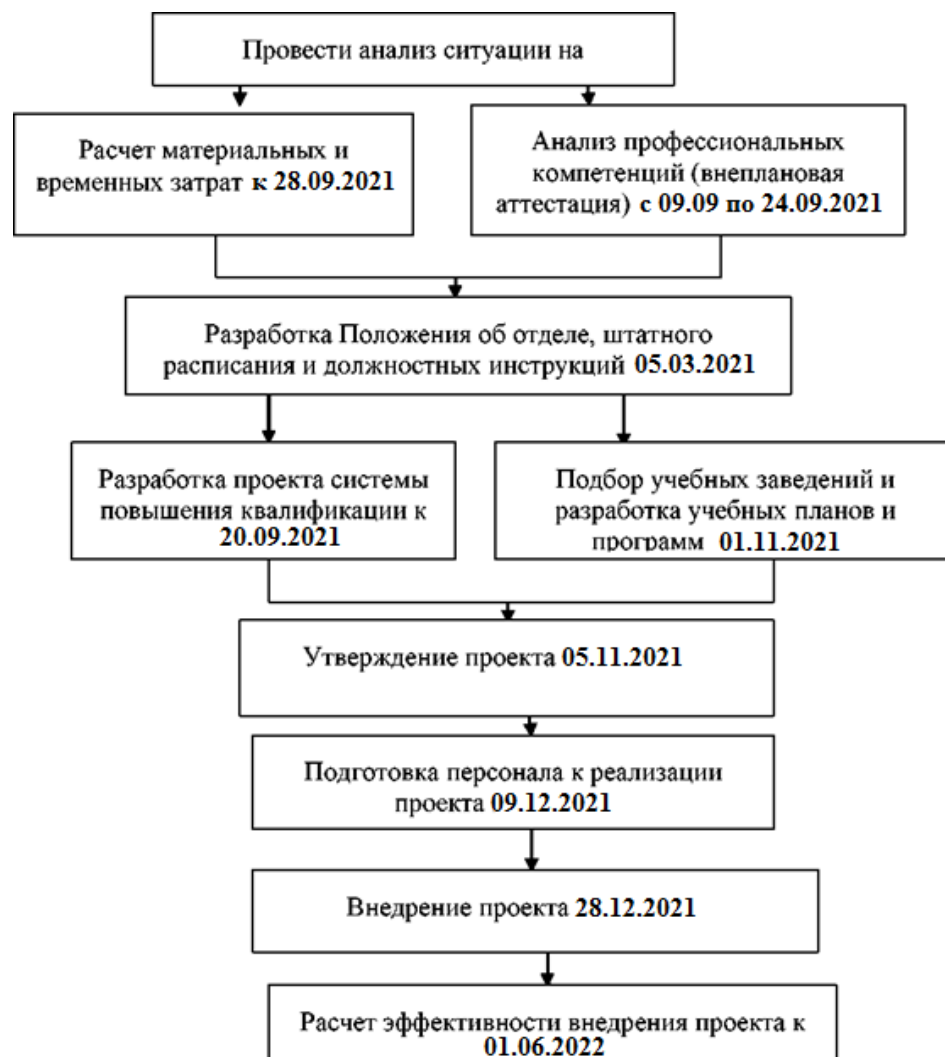 Провести анализ ситуации на
Расчет материальных и
временных затрат к 28.09.2021
Анализ профессиональных
компетенций (внеплановая
аттестация) с 09.09 по 24.09.2021
Разработка Положения об отделе, штатного
расписания и должностных инструкций 05.03.2021
Разработка проекта системы
повышения квалификации к
20.09.2021
Подбор учебных заведений и
разработка учебных планов и
программ 01.11.2021
Утверждение проекта 05.11.2021
Подготовка персонала к реализации
проекта 09.12.2021
Внедрение проекта 28.12.2021
Расчет эффективности внедрения проекта к
01.06.2022